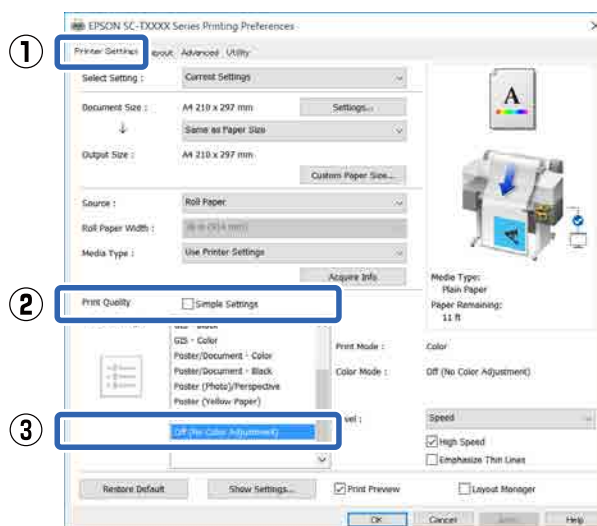 EPSON SC-TXXXX Series Printing Preferences
1
Printer Settings Advanced Utility
Select Setting : Current Settings
Document Size : A4 210 x 297 mm Settings...
Same as Paper Size
Output Size : A4 210 x 297 mm
Custom Paper Size...
Source : Roll Paper
Roll Paper Width :
Media Type : Use Printer Settings
Acquire Info
A
Media Type:
Plain Paper
Paper Remaining:
11 ft
2
Print Quality Simple Settings
GIS - Color
Poster/Document - Color
Poster/Document - Black
Poster (Photo)/Perspective
Poster (Yellow Paper)
Print Mode : Color
Color Mode : Off (No Color Adjustment)
3
Off (No Color Adjustment)
Speed
High Speed
Emphasize Thin Lines
Restore Default Show Settings... Print Preview Layout Manager
OK Cancel Help